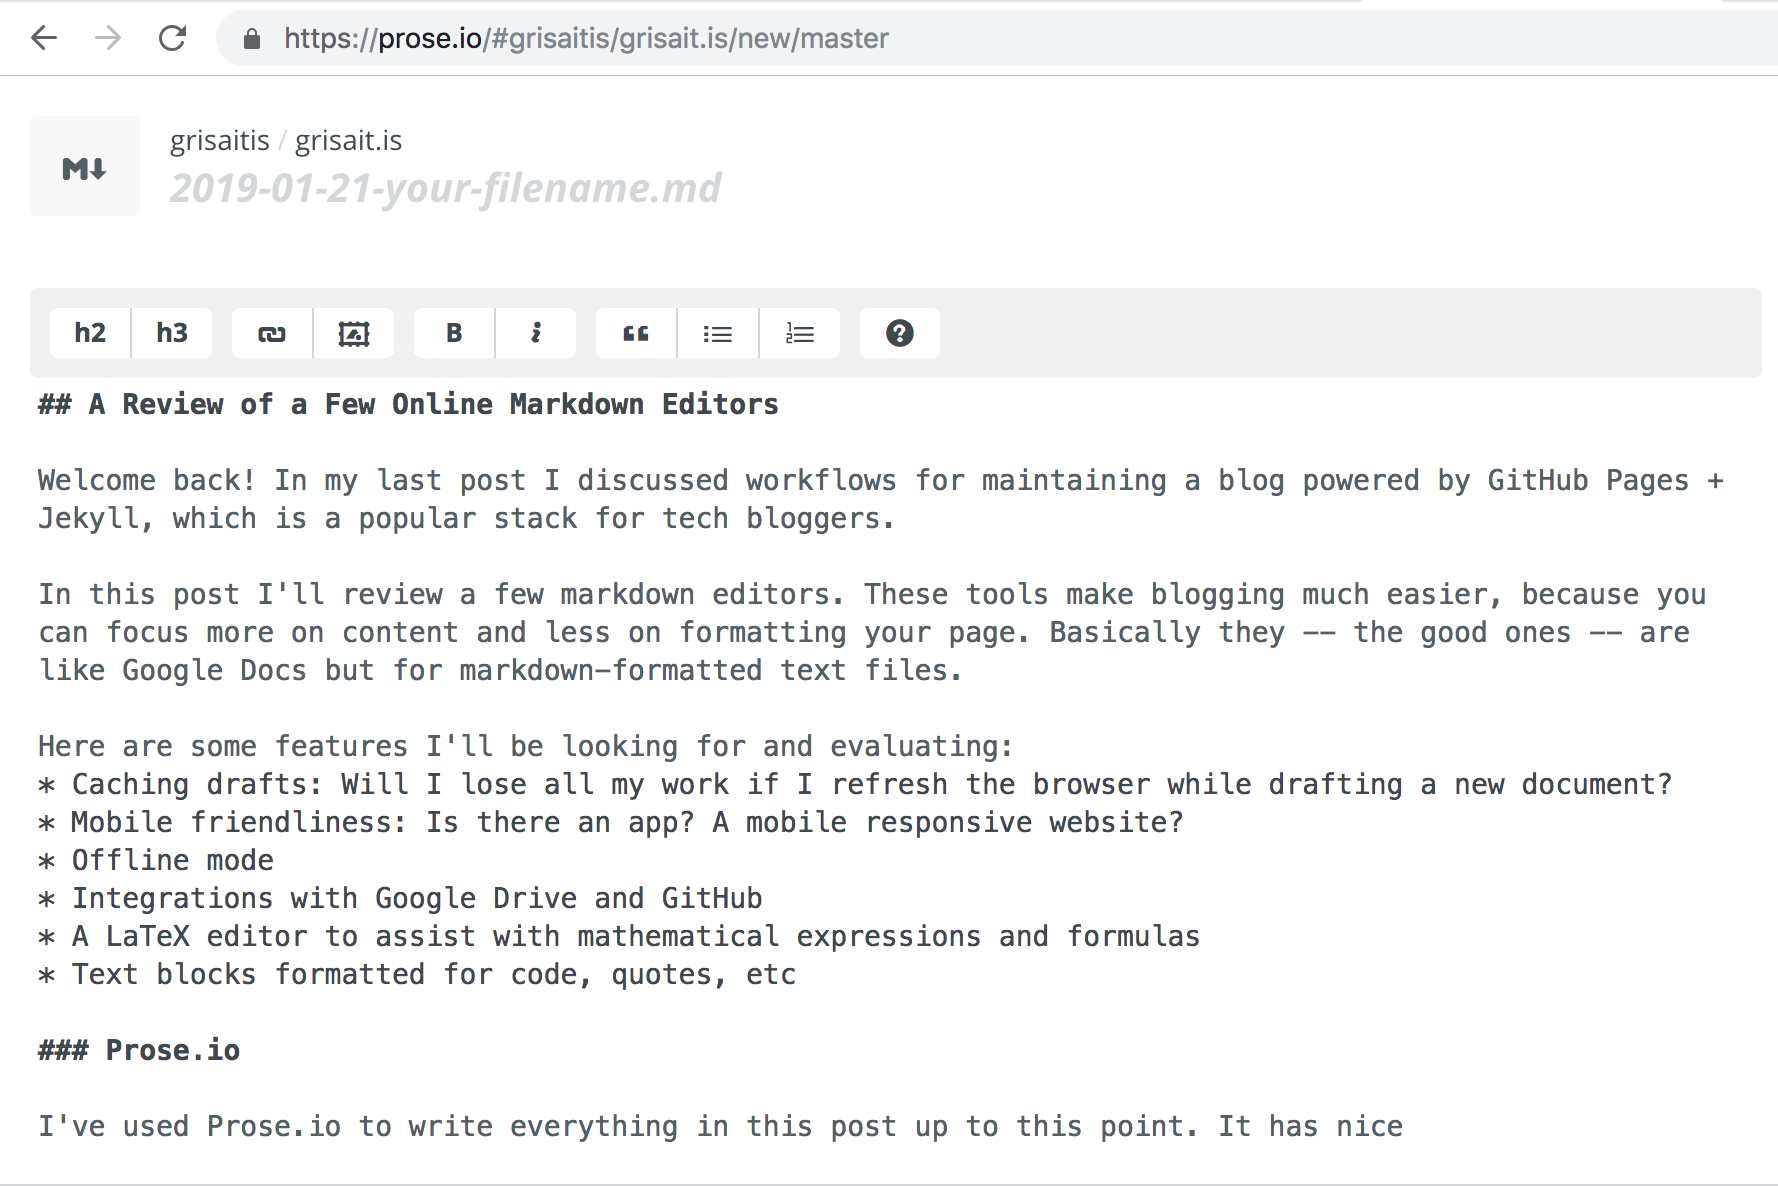 https://prose.io/#grisaitis/grisait.is/new/master
M
grisaitis / grisait.is
2019-01-21-your-filename.md
h2 h3 B i ?
## A Review of a Few Online Markdown Editors
Welcome back! In my last post I discussed workflows for maintaining a blog powered by GitHub Pages +
Jekyll, which is a popular stack for tech bloggers.
In this post I'll review a few markdown editors. These tools make blogging much easier, because you
can focus more on content and less on formatting your page. Basically they -- the good ones -- are
like Google Docs but for markdown-formatted text files.
Here are some features I'll be looking for and evaluating:
* Caching drafts: Will I lose all my work if I refresh the browser while drafting a new document?
* Mobile friendliness: Is there an app? A mobile responsive website?
* Offline mode
* Integrations with Google Drive and GitHub
* A LaTeX editor to assist with mathematical expressions and formulas
* Text blocks formatted for code, quotes, etc
### Prose.io
I've used Prose.io to write everything in this post up to this point. It has nice